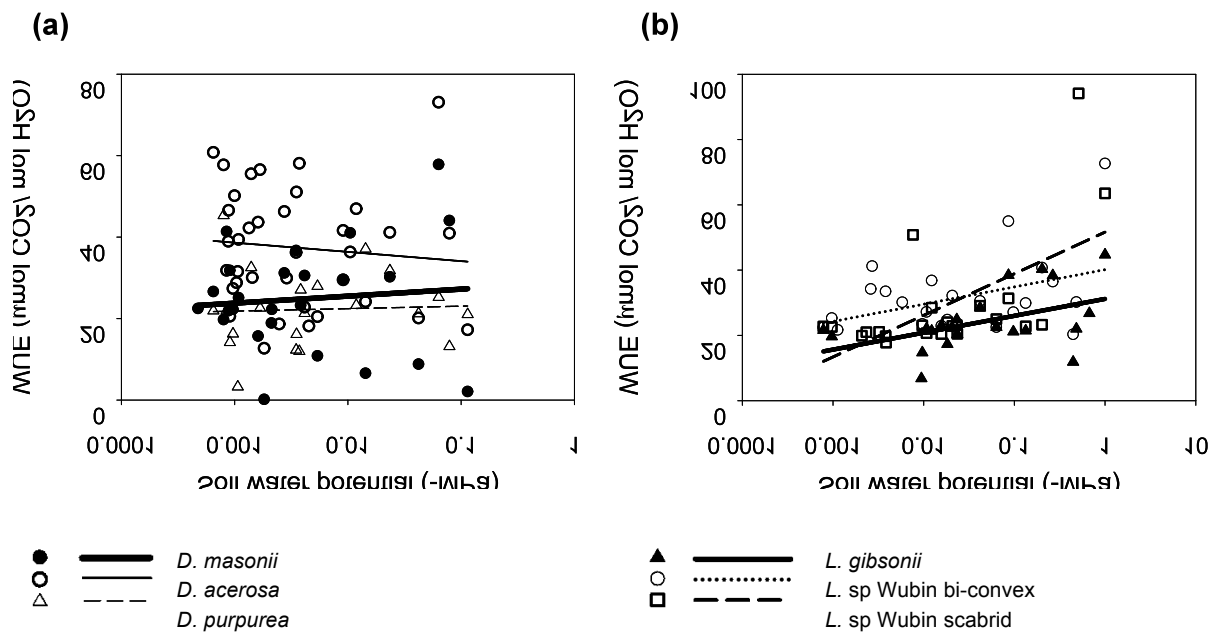 (a)
(b)
80
60
40
20
0
WUE (µmol CO2/ mol H2O)
0.0001 0.001 0.01 0.1 1
Soil water potential (-MPa)
100
80
60
40
20
0
WUE (µmol CO2/ mol H2O)
0.0001 0.001 0.01 0.1 1 10
Soil water potential (-MPa)
D. masonii
D. acerosa
D. purpurea
L. gibsonii
L. sp Wubin bi-convex
L. sp Wubin scabrid